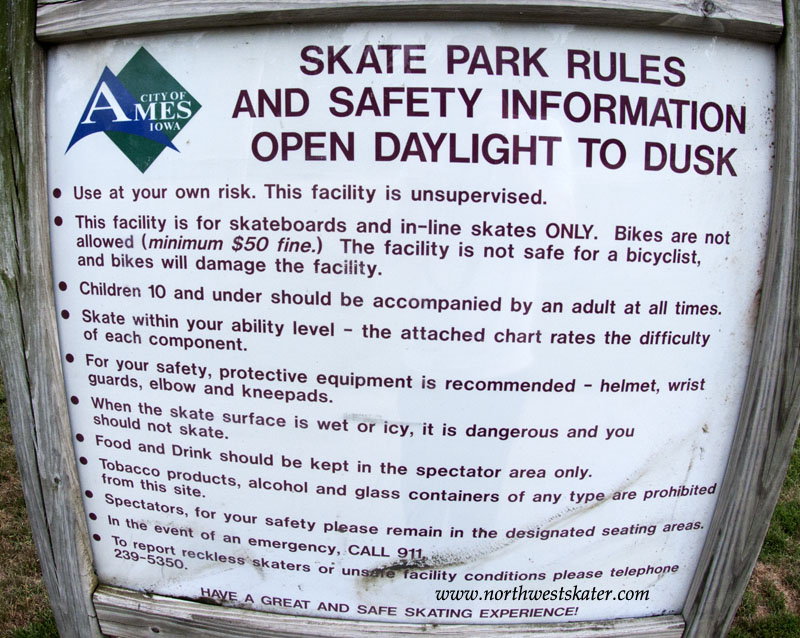 CITY OF
AMES
IOWA
SKATE PARK RULES
AND SAFETY INFORMATION
OPEN DAYLIGHT TO DUSK
• Use at your own risk. This facility is unsupervised.
• This facility is for skateboards and in-line skates ONLY. Bikes are not
allowed (minimum $50 fine.) The facility is not safe for a bicyclist,
and bikes will damage the facility.
• Children 10 and under should be accompanied by an adult at all times.
• Skate within your ability level – the attached chart rates the difficulty
of each component.
• For your safety, protective equipment is recommended – helmet, wrist
guards, elbow and kneepads.
• When the skate surface is wet or icy, it is dangerous and you
should not skate.
• Food and Drink should be kept in the spectator area only.
• Tobacco products, alcohol and glass containers of any type are prohibited
from this site.
• Spectators, for your safety please remain in the designated seating areas.
• In the event of an emergency, CALL 911.
• To report reckless skaters or unsafe facility conditions please telephone
239-5350.
www.northwestskater.com
HAVE A GREAT AND SAFE SKATING EXPERIENCE!